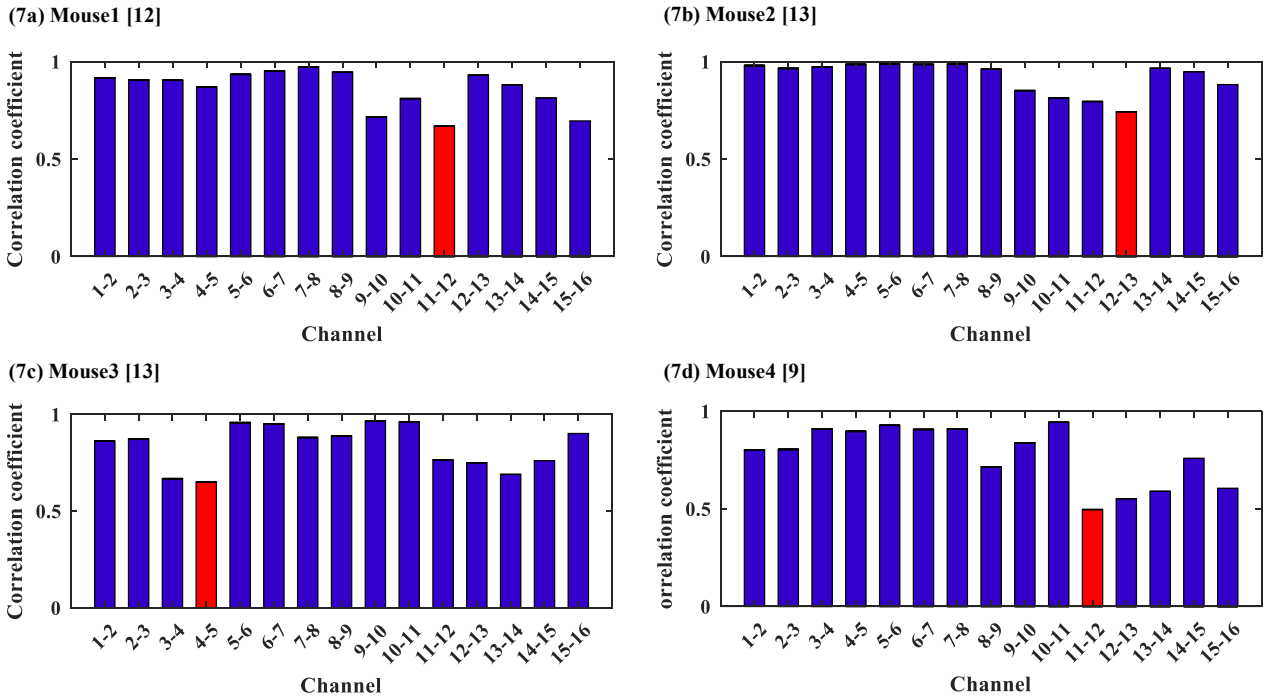 (7a) Mouse1 [12]
Correlation coefficient
1
0.5
0
1-2 2-3 3-4 4-5 5-6 6-7 7-8 8-9 9-10 10-11 11-12 12-13 13-14 14-15 15-16
Channel
(7b) Mouse2 [13]
Correlation coefficient
1
0.5
0
1-2 2-3 3-4 4-5 5-6 6-7 7-8 8-9 9-10 10-11 11-12 12-13 13-14 14-15 15-16
Channel
(7c) Mouse3 [13]
Correlation coefficient
1
0.5
0
1-2 2-3 3-4 4-5 5-6 6-7 7-8 8-9 9-10 10-11 11-12 12-13 13-14 14-15 15-16
Channel
(7d) Mouse4 [9]
orrelation coefficient
1
0.5
0
1-2 2-3 3-4 4-5 5-6 6-7 7-8 8-9 9-10 10-11 11-12 12-13 13-14 14-15 15-16
Channel